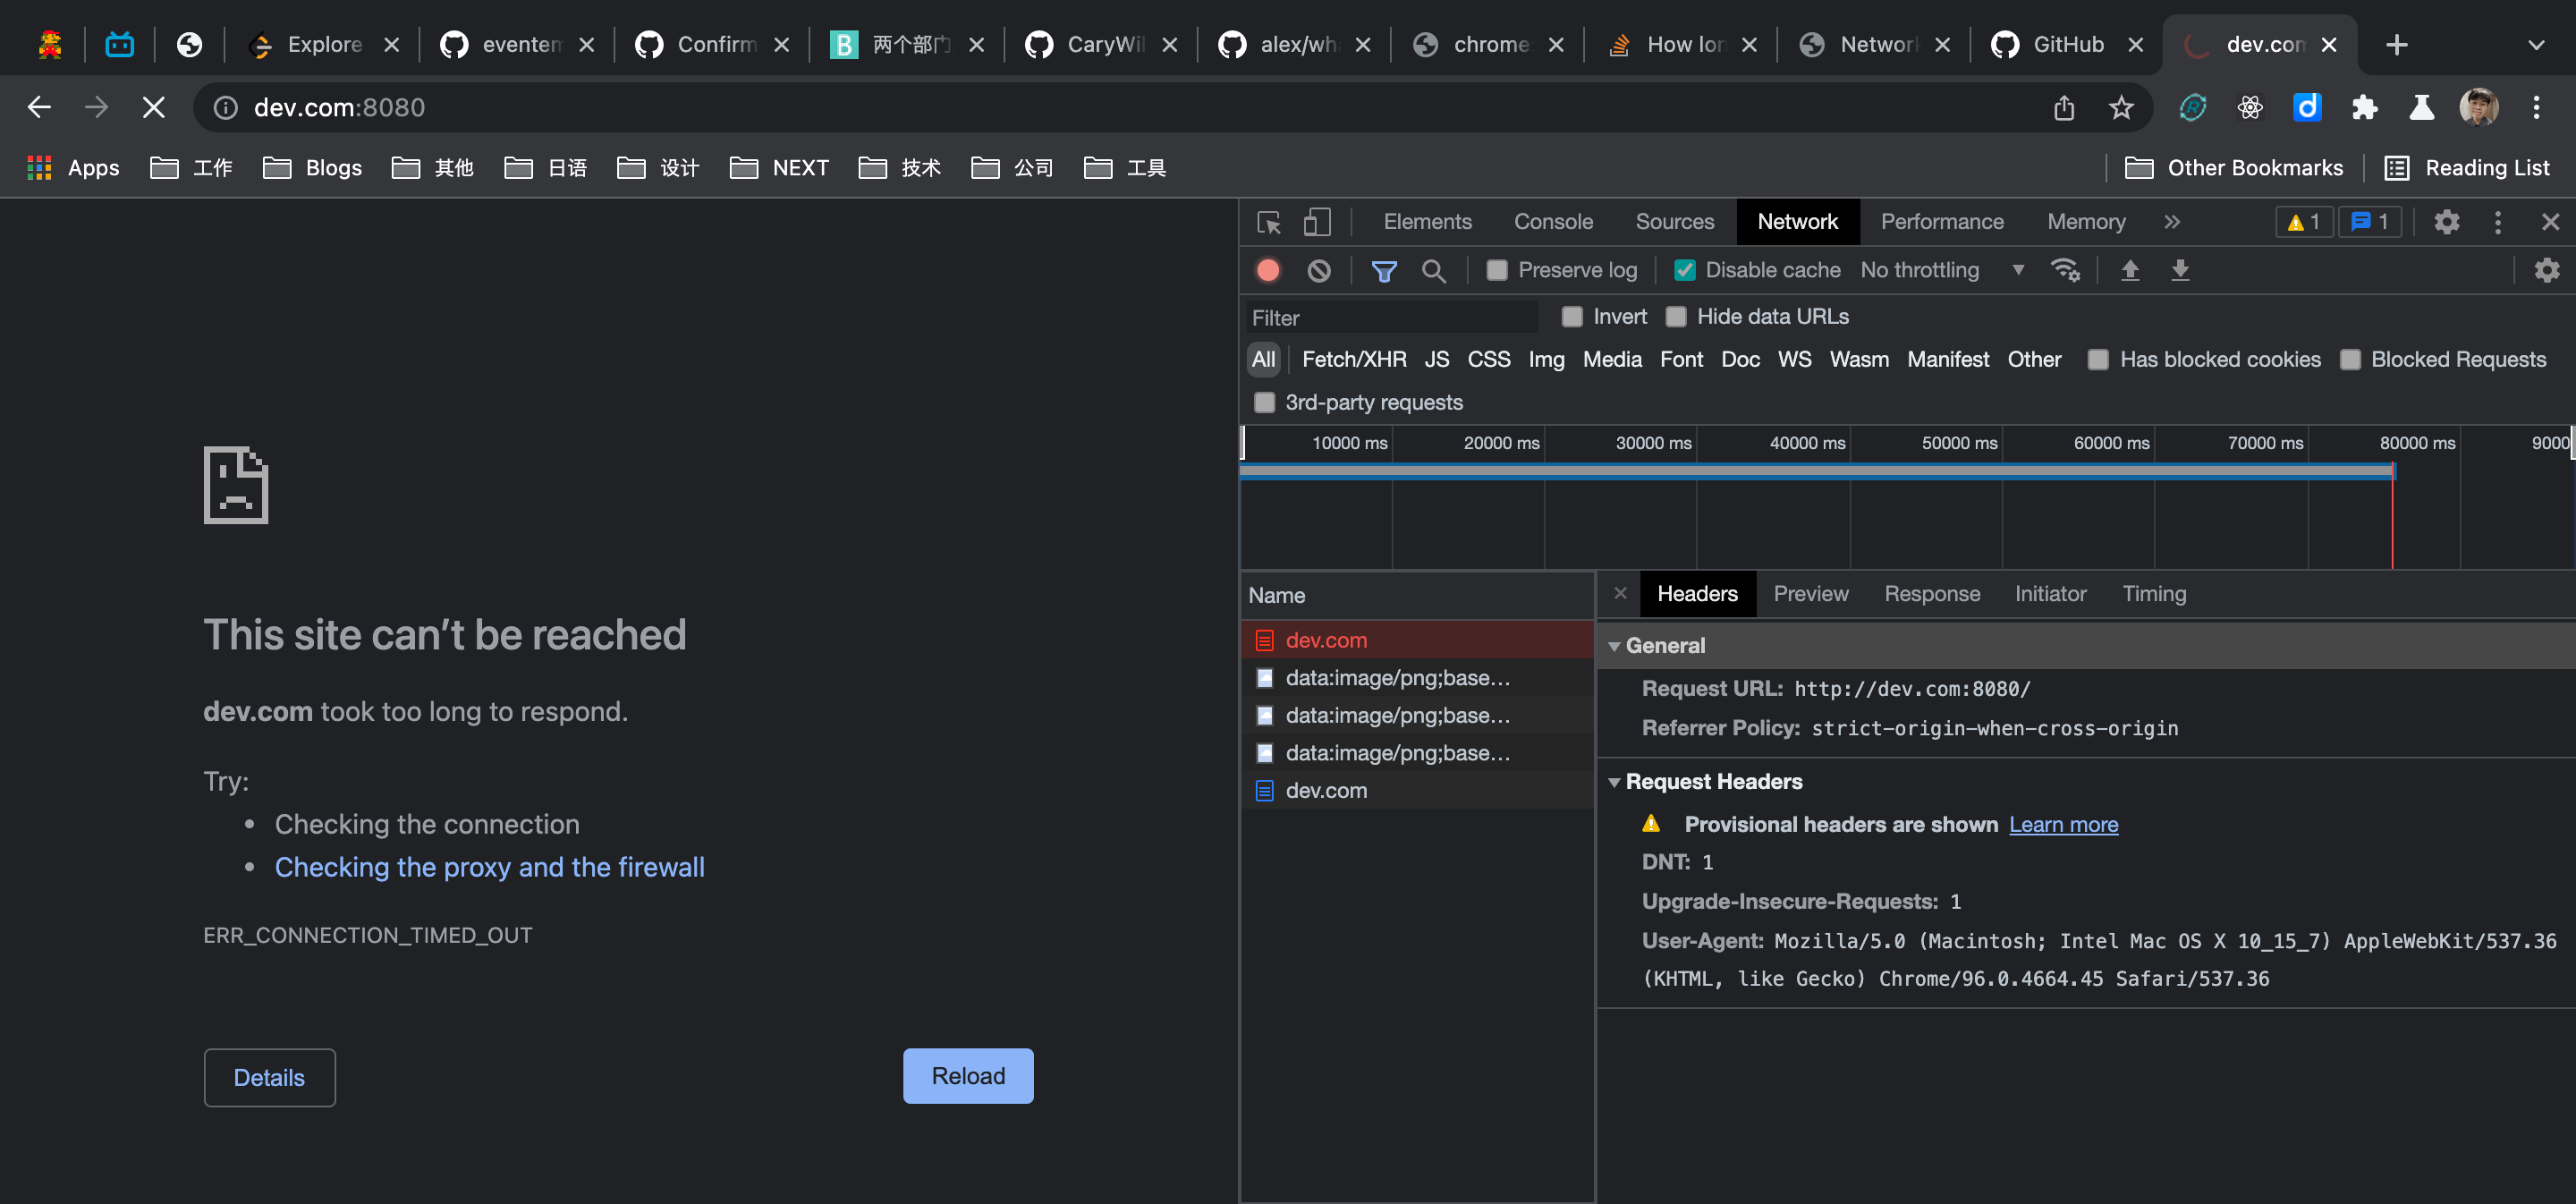 Explore
eventem
Confirm
B
两个部门
CaryWil
alex/wh
chrome
How lon
Network
GitHub
dev.com
dev.com:8080
Apps
工作
Blogs
其他
日语
设计
NEXT
技术
公司
工具
Other Bookmarks
Reading List
This site can't be reached
dev.com took too long to respond.
Try:
• Checking the connection
• Checking the proxy and the firewall
ERR_CONNECTION_TIMED_OUT
Details
Reload
Elements Console Sources Network Performance Memory
1
1
Preserve log
Disable cache
No throttling
Filter
Invert
Hide data URLs
All Fetch/XHR JS CSS Img Media Font Doc WS Wasm Manifest Other
Has blocked cookies
Blocked Requests
3rd-party requests
10000 ms 20000 ms 30000 ms 40000 ms 50000 ms 60000 ms 70000 ms 80000 ms 9000
Name
dev.com
data:image/png;base…
data:image/png;base…
data:image/png;base…
dev.com
Headers Preview Response Initiator Timing
General
Request URL: http://dev.com:8080/
Referrer Policy: strict-origin-when-cross-origin
Request Headers
Provisional headers are shown Learn more
DNT: 1
Upgrade-Insecure-Requests: 1
User-Agent: Mozilla/5.0 (Macintosh; Intel Mac OS X 10_15_7) AppleWebKit/537.36
(KHTML, like Gecko) Chrome/96.0.4664.45 Safari/537.36